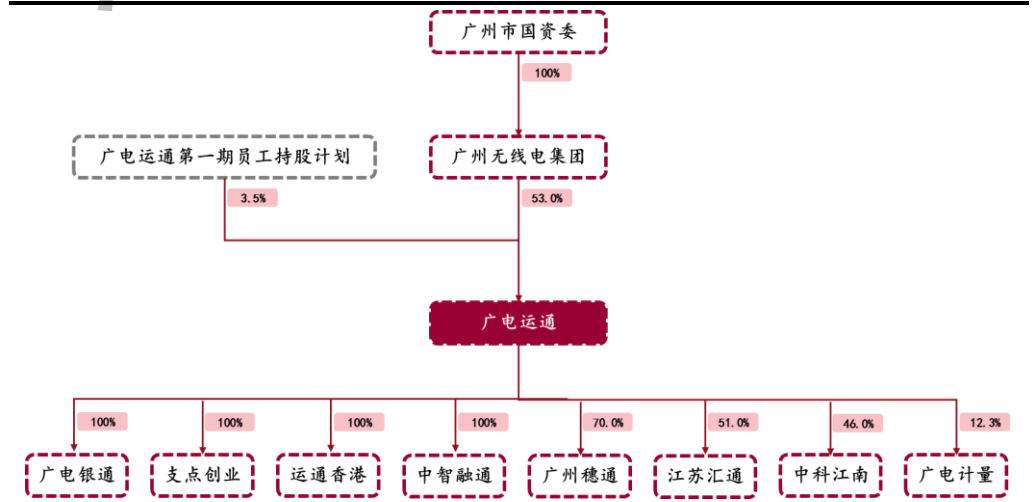 广州市国资委
100%
广电运通第一期员工持股计划
广州无线电集团
3.5%
53.0%
广电运通
100%
100%
100%
100%
70.0%
51.0%
46.0%
12.3%
广电银通
支点创业
运通香港
中智融通
广州穗通
江苏汇通
中科江南
广电计量